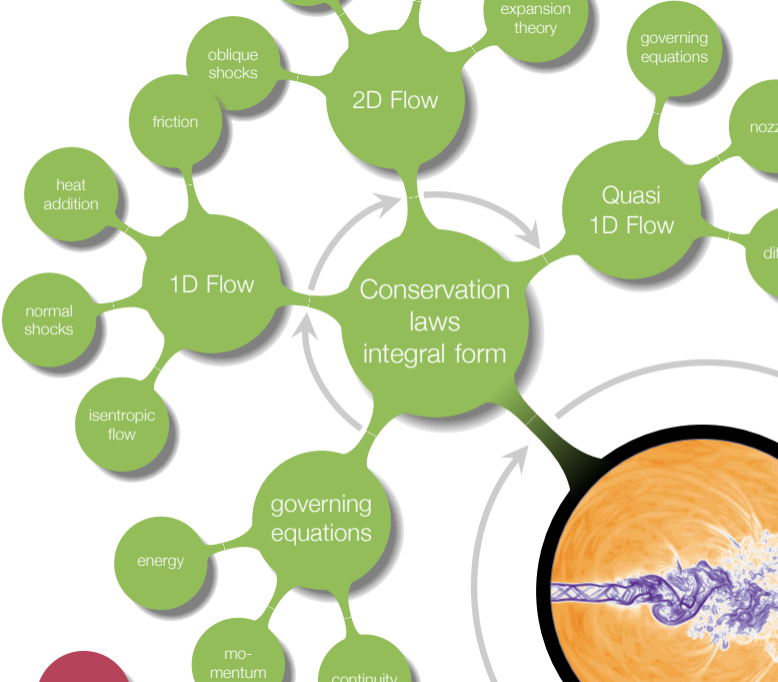 expansion
theory
oblique
shocks
governing
equations
2D Flow
friction
heat
addition
Quasi
1D Flow
1D Flow
Conservation
laws
integral form
normal
shocks
isentropic
flow
governing
equations
energy
mo-
mentum
continuity